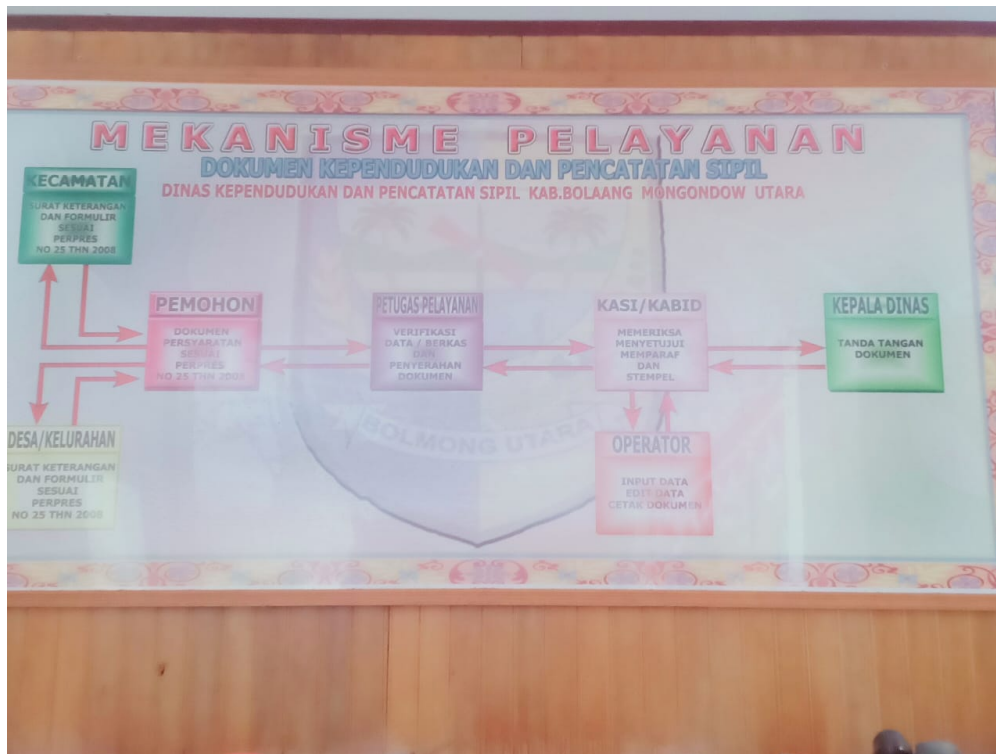 MEKANISME PELAYANAN
DOKUMEN KEPENDUDUKAN DAN PENCATATAN SIPIL
DINAS KEPENDUDUKAN DAN PENCATATAN SIPIL KAB.BOLAANG MONGONDOW UTARA
KECAMATAN
SURAT KETERANGAN
DAN FORMULIR
SESUAI
PERPRES
NO 25 THN 2008
PEMOHON
DOKUMEN
PERSYARATAN
SESUAI
PERPRES
NO 25 THN 2008
PETUGAS PELAYANAN
VERIFIKASI
DATA / BERKAS
DAN
PENYERAHAN
DOKUMEN
KASI/KABID
MEMERIKSA
MENYETUJUI
MEMPARAF
DAN
STEMPEL
KEPALA DINAS
TANDA TANGAN
DOKUMEN
DESA/KELURAHAN
SURAT KETERANGAN
DAN FORMULIR
SESUAI
PERPRES
NO 25 THN 2008
OPERATOR
INPUT DATA
EDIT DATA
CETAK DOKUMEN
BOLMONG UTARA